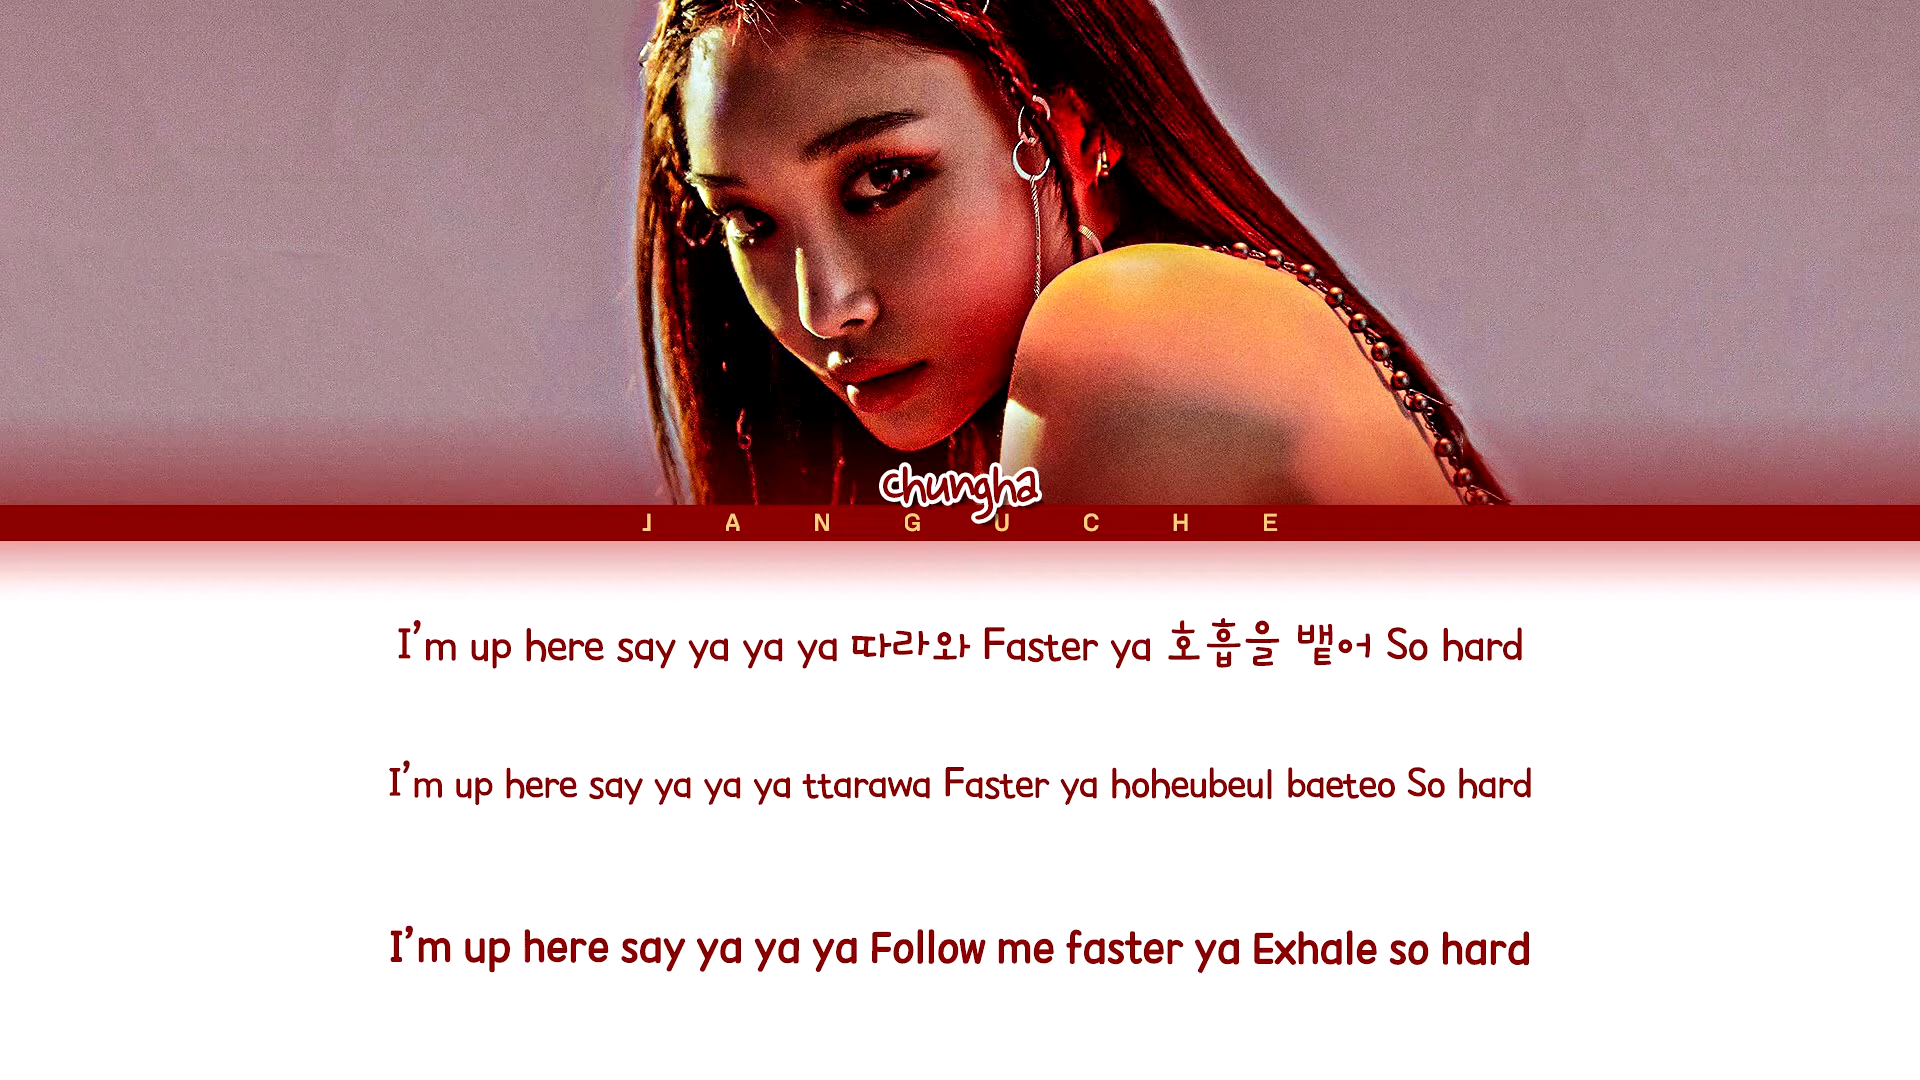 chungha
JANGUCHE
I'm up here say ya ya ya 따라와 Faster ya 호흡을 뱉어 So hard
I'm up here say ya ya ya ttarawa Faster ya hoheubeul baeteo So hard
I'm up here say ya ya ya Follow me faster ya Exhale so hard